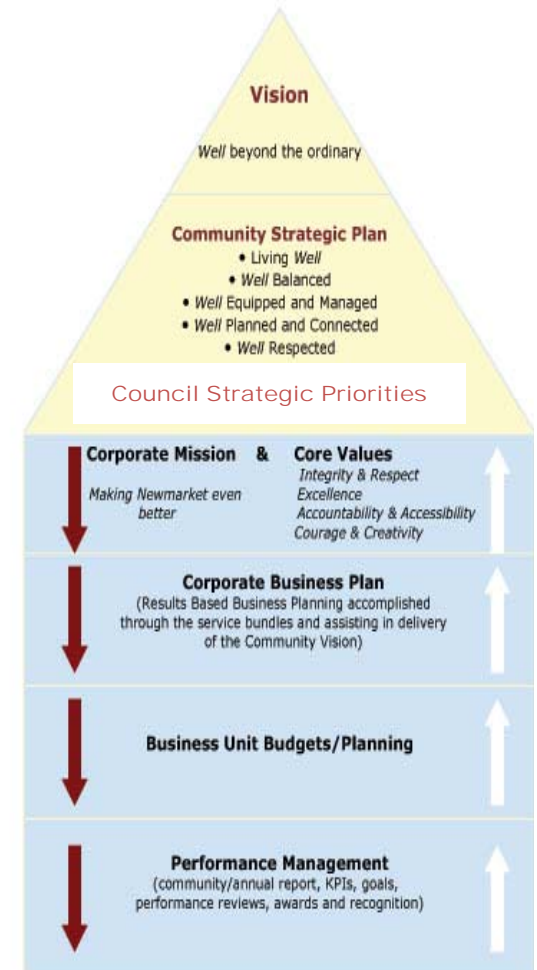 Vision
Well beyond the ordinary
Community Strategic Plan
• Living Well
• Well Balanced
• Well Equipped and Managed
• Well Planned and Connected
• Well Respected
Council Strategic Priorities
Corporate Mission & Core Values
Making Newmarket even
better
Integrity & Respect
Excellence
Accountability & Accessibility
Courage & Creativity
Corporate Business Plan
(Results Based Business Planning accomplished
through the service bundles and assisting in delivery
of the Community Vision)
Business Unit Budgets/Planning
Performance Management
(community/annual report, KPIs, goals,
performance reviews, awards and recognition)